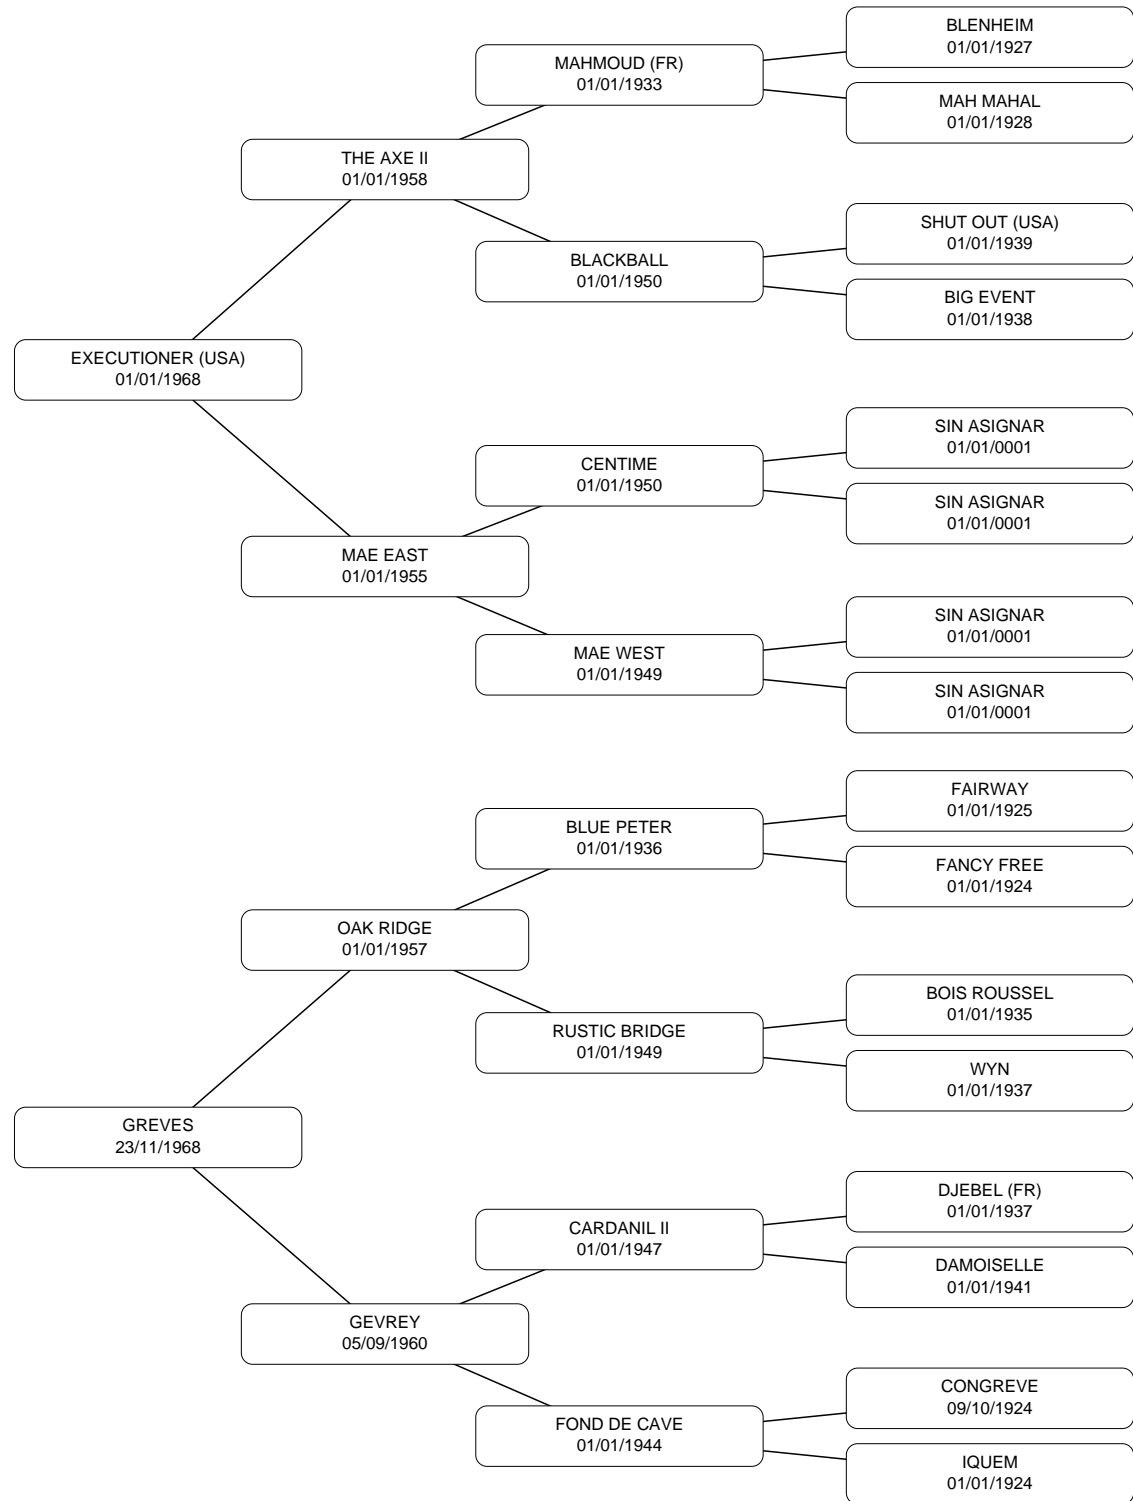 BLENHEIM
01/01/1927
MAHMOUD (FR)
01/01/1933
MAH MAHAL
01/01/1928
THE AXE II
01/01/1958
SHUT OUT (USA)
01/01/1939
BLACKBALL
01/01/1950
BIG EVENT
01/01/1938
EXECUTIONER (USA)
01/01/1968
SIN ASIGNAR
01/01/0001
CENTIME
01/01/1950
SIN ASIGNAR
01/01/0001
MAE EAST
01/01/1955
SIN ASIGNAR
01/01/0001
MAE WEST
01/01/1949
SIN ASIGNAR
01/01/0001
FAIRWAY
01/01/1925
BLUE PETER
01/01/1936
FANCY FREE
01/01/1924
OAK RIDGE
01/01/1957
BOIS ROUSSEL
01/01/1935
RUSTIC BRIDGE
01/01/1949
WYN
01/01/1937
GREVES
23/11/1968
DJEBEL (FR)
01/01/1937
CARDANIL II
01/01/1947
DAMOISELLE
01/01/1941
GEVREY
05/09/1960
CONGREVE
09/10/1924
FOND DE CAVE
01/01/1944
IQUEM
01/01/1924